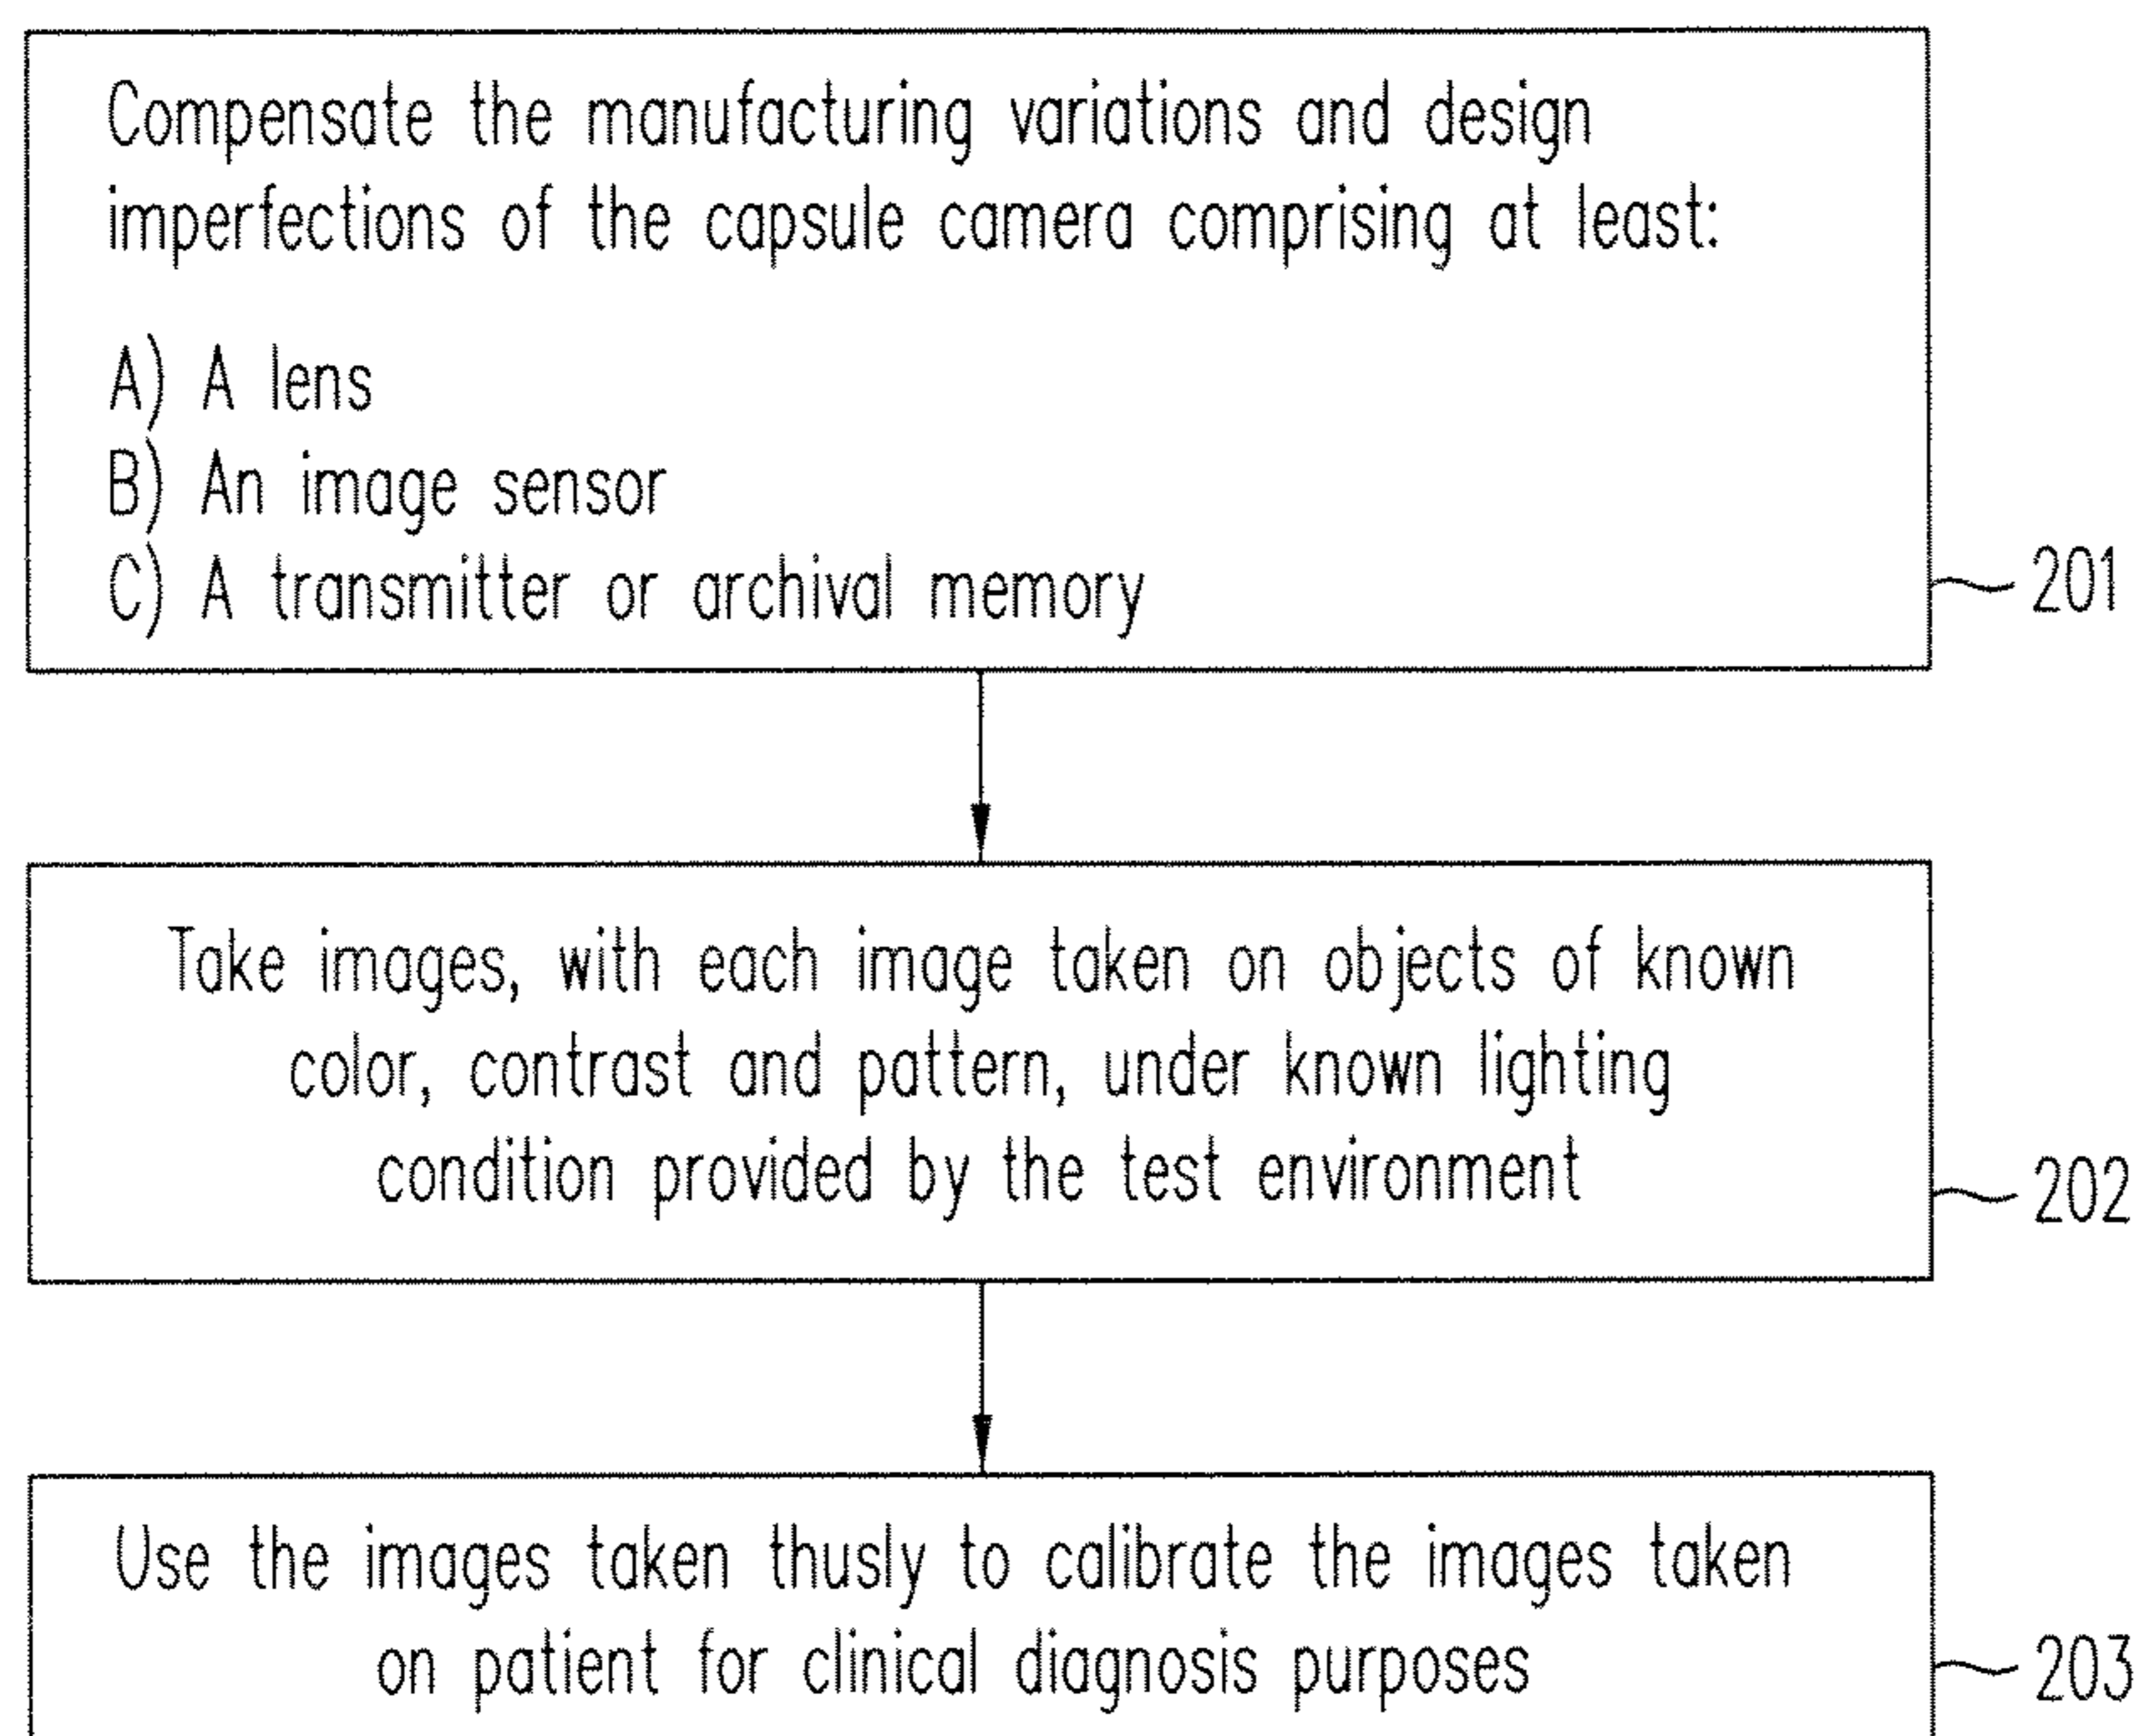 Compensate the manufacturing variations and design
imperfections of the capsule camera comprising at least:
A) A lens
B) An image sensor
C) A transmitter or archival memory
201
Take images, with each image taken on objects of known
color, contrast and pattern, under known lighting
condition provided by the test environment
202
Use the images taken thusly to calibrate the images taken
on patient for clinical diagnosis purposes
203